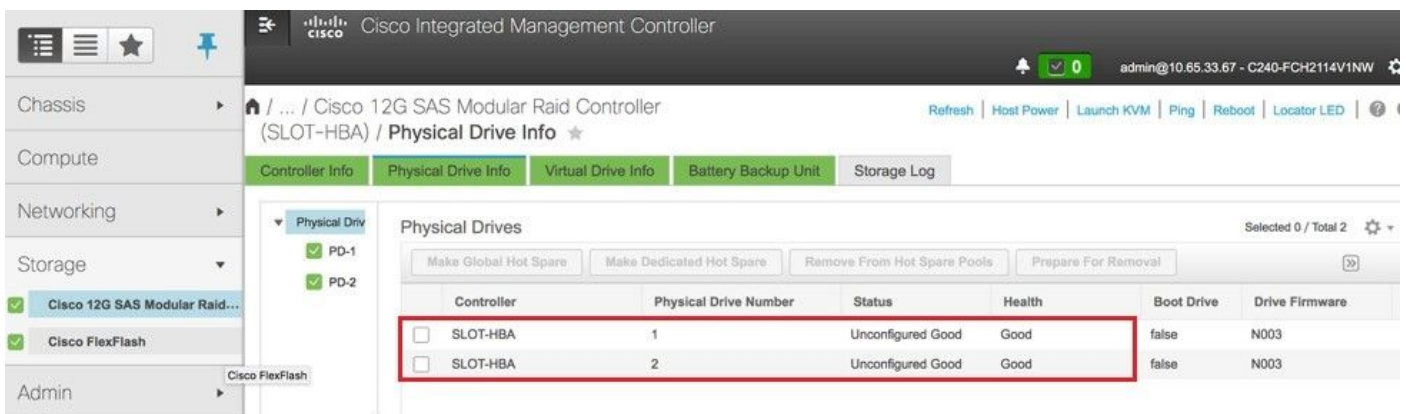 cisco Cisco Integrated Management Controller
0 admin@10.65.33.67 - C240-FCH2114V1NW
Chassis
Compute
Networking
Storage
Cisco 12G SAS Modular Raid...
Cisco FlexFlash
Cisco FlexFlash
Admin
/ ... / Cisco 12G SAS Modular Raid Controller
(SLOT-HBA) / Physical Drive Info
Refresh | Host Power | Launch KVM | Ping | Reboot | Locator LED |
Controller Info Physical Drive Info Virtual Drive Info Battery Backup Unit Storage Log
Physical Driv
PD-1
PD-2
Physical Drives Selected 0 / Total 2
Make Global Hot Spare Make Dedicated Hot Spare Remove From Hot Spare Pools Prepare For Removal
Controller Physical Drive Number Status Health Boot Drive Drive Firmware
SLOT-HBA 1 Unconfigured Good Good false N003
SLOT-HBA 2 Unconfigured Good Good false N003